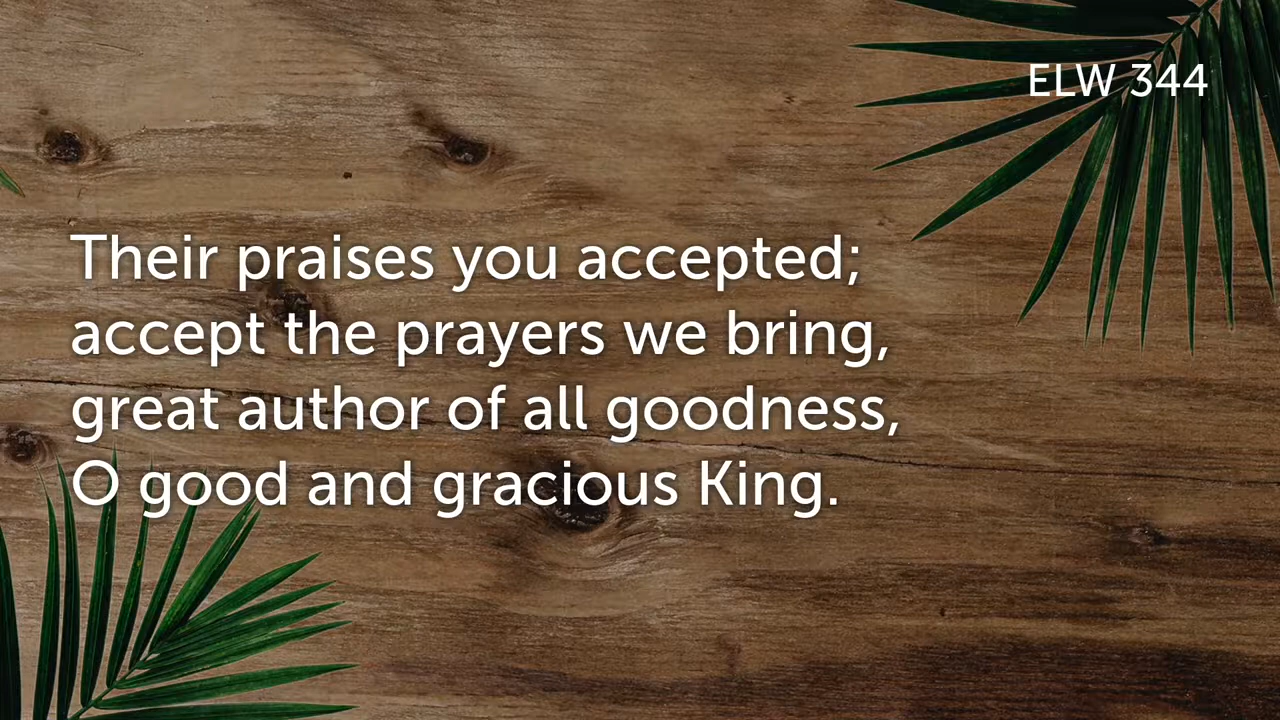 ELW 344
Their praises you accepted;
accept the prayers we bring,
great author of all goodness,
O good and gracious King.